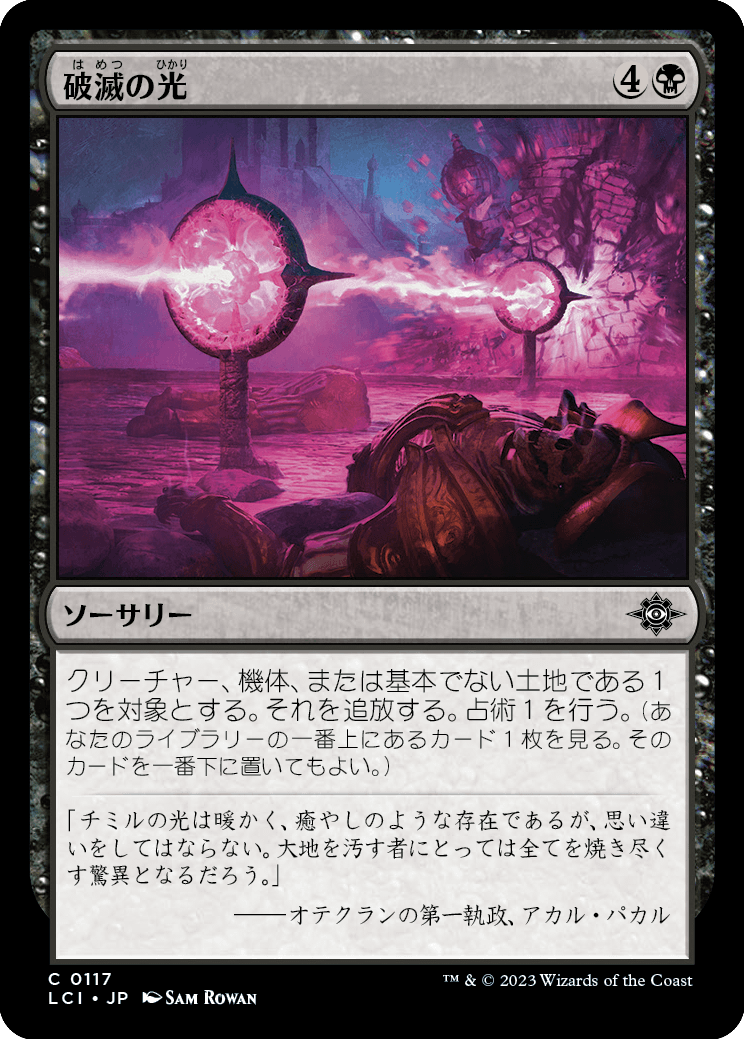 はめつ ひかり
破滅の光 4
ソーサリー
クリーチャー、機体、または基本でない土地である1
つを対象とする。それを追放する。占術1を行う。(あ
なたのライブラリーの一番上にあるカード1枚を見る。その
カードを一番下に置いてもよい。)
「チミルの光は暖かく、癒やしのような存在であるが、思い違
いをしてはならない。大地を汚す者にとっては全てを焼き尽く
す驚異となるだろう。」
——オテクランの第一執政、アカル・パカル
C 0117
LCI • JP SAM ROWAN
™ & © 2023 Wizards of the Coast